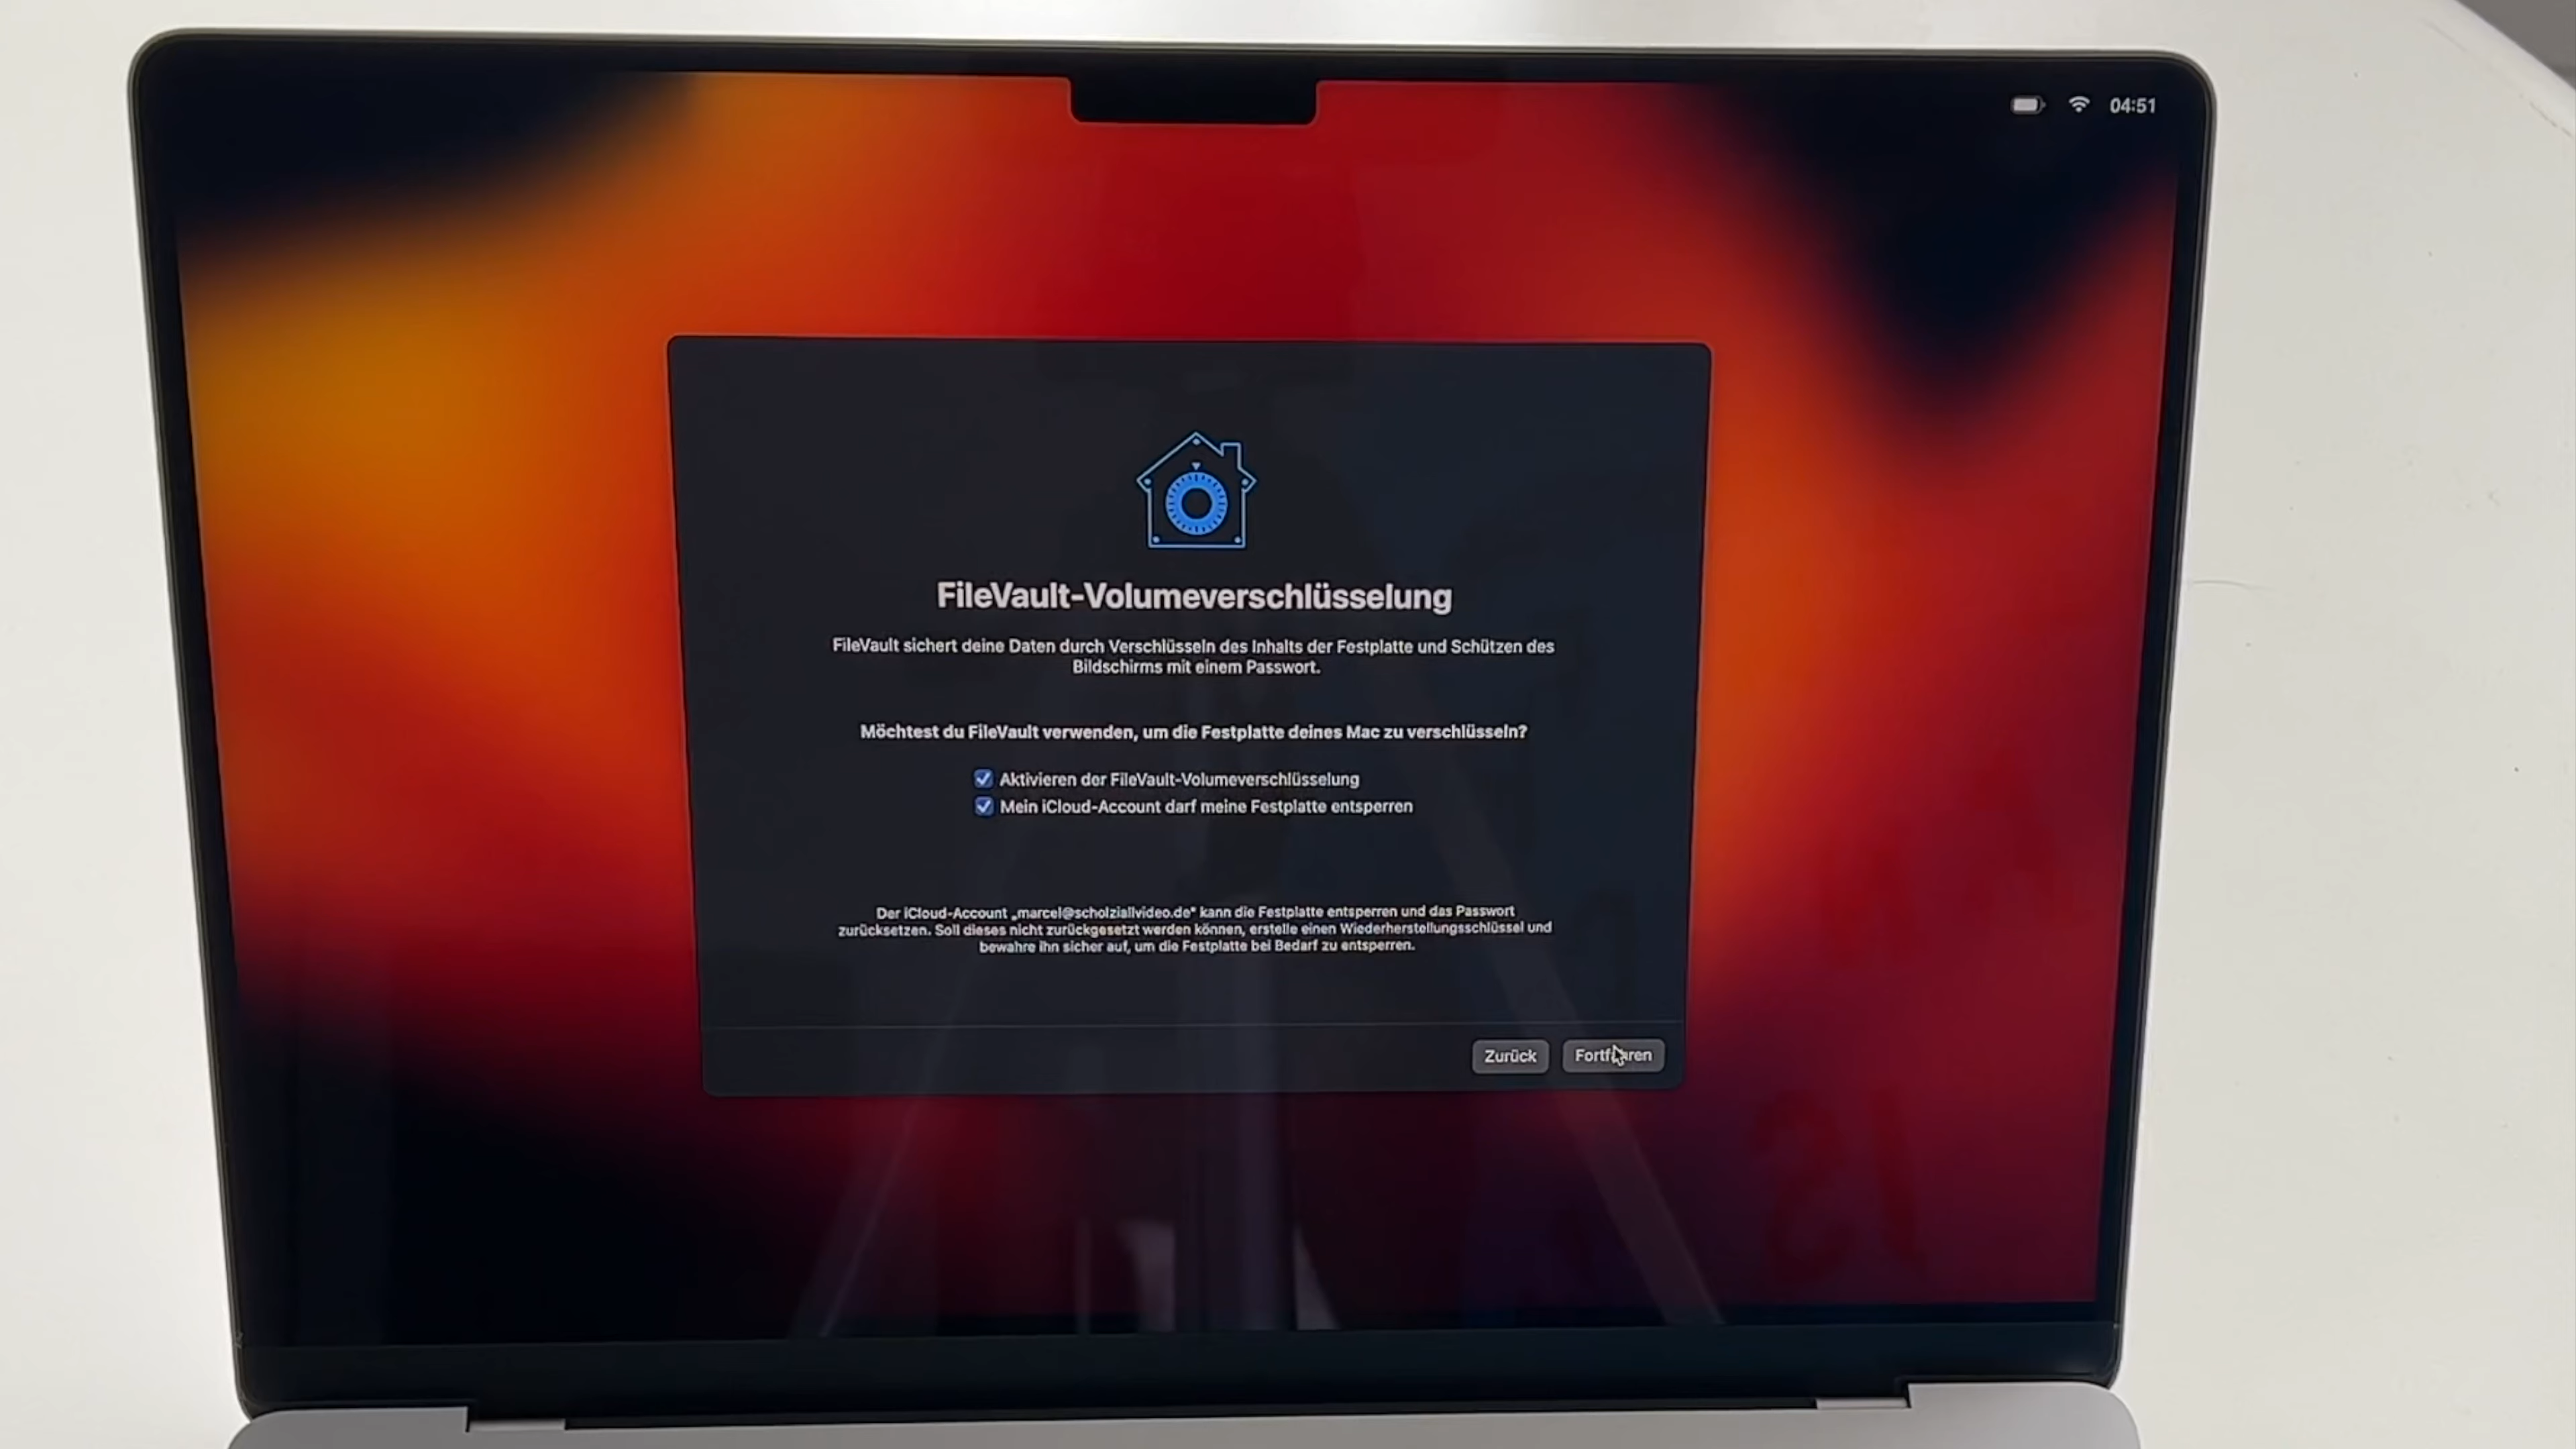 04:51
FileVault-Volumeverschlüsselung
FileVault sichert deine Daten durch Verschlüsseln des Inhalts der Festplatte und Schützen des
Bildschirms mit einem Passwort.
Möchtest du FileVault verwenden, um die Festplatte deines Mac zu verschlüsseln?
Aktivieren der FileVault-Volumeverschlüsselung
Mein iCloud-Account darf meine Festplatte entsperren
Der iCloud-Account „marcel@scholziallvideo.de“ kann die Festplatte entsperren und das Passwort
zurücksetzen. Soll dieses nicht zurückgesetzt werden können, erstelle einen Wiederherstellungsschlüssel und
bewahre ihn sicher auf, um die Festplatte bei Bedarf zu entsperren.
Zurück
Fortfahren